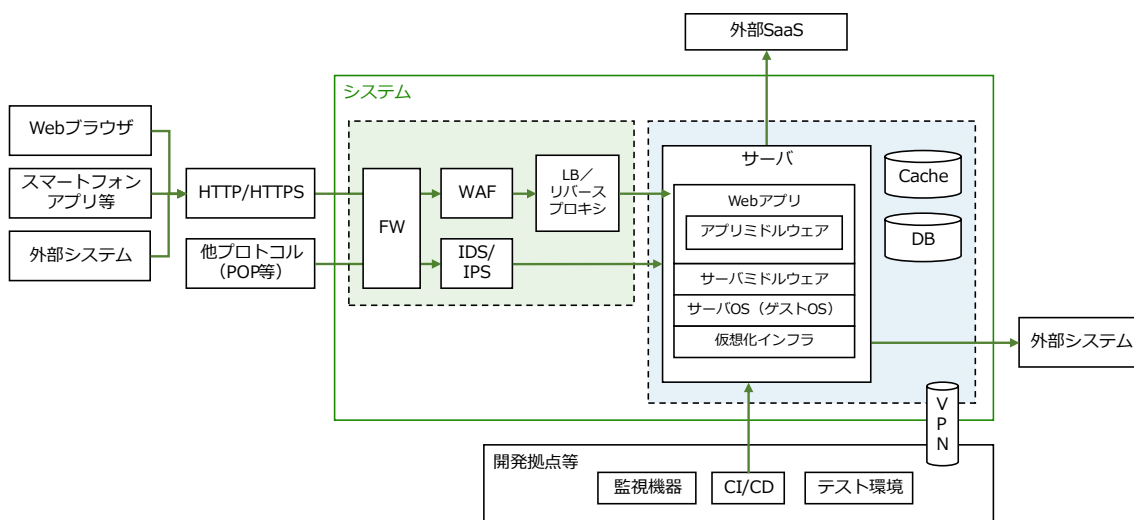 外部SaaS
システム
Webブラウザ
スマートフォン
アプリ等
外部システム
HTTP/HTTPS
他プロトコル
（POP等）
FW
WAF
LB／
リバース
プロキシ
IDS/
IPS
サーバ
Webアプリ
アプリミドルウェア
サーバミドルウェア
サーバOS（ゲストOS）
仮想化インフラ
Cache
DB
外部システム
V
P
N
開発拠点等
監視機器
CI/CD
テスト環境